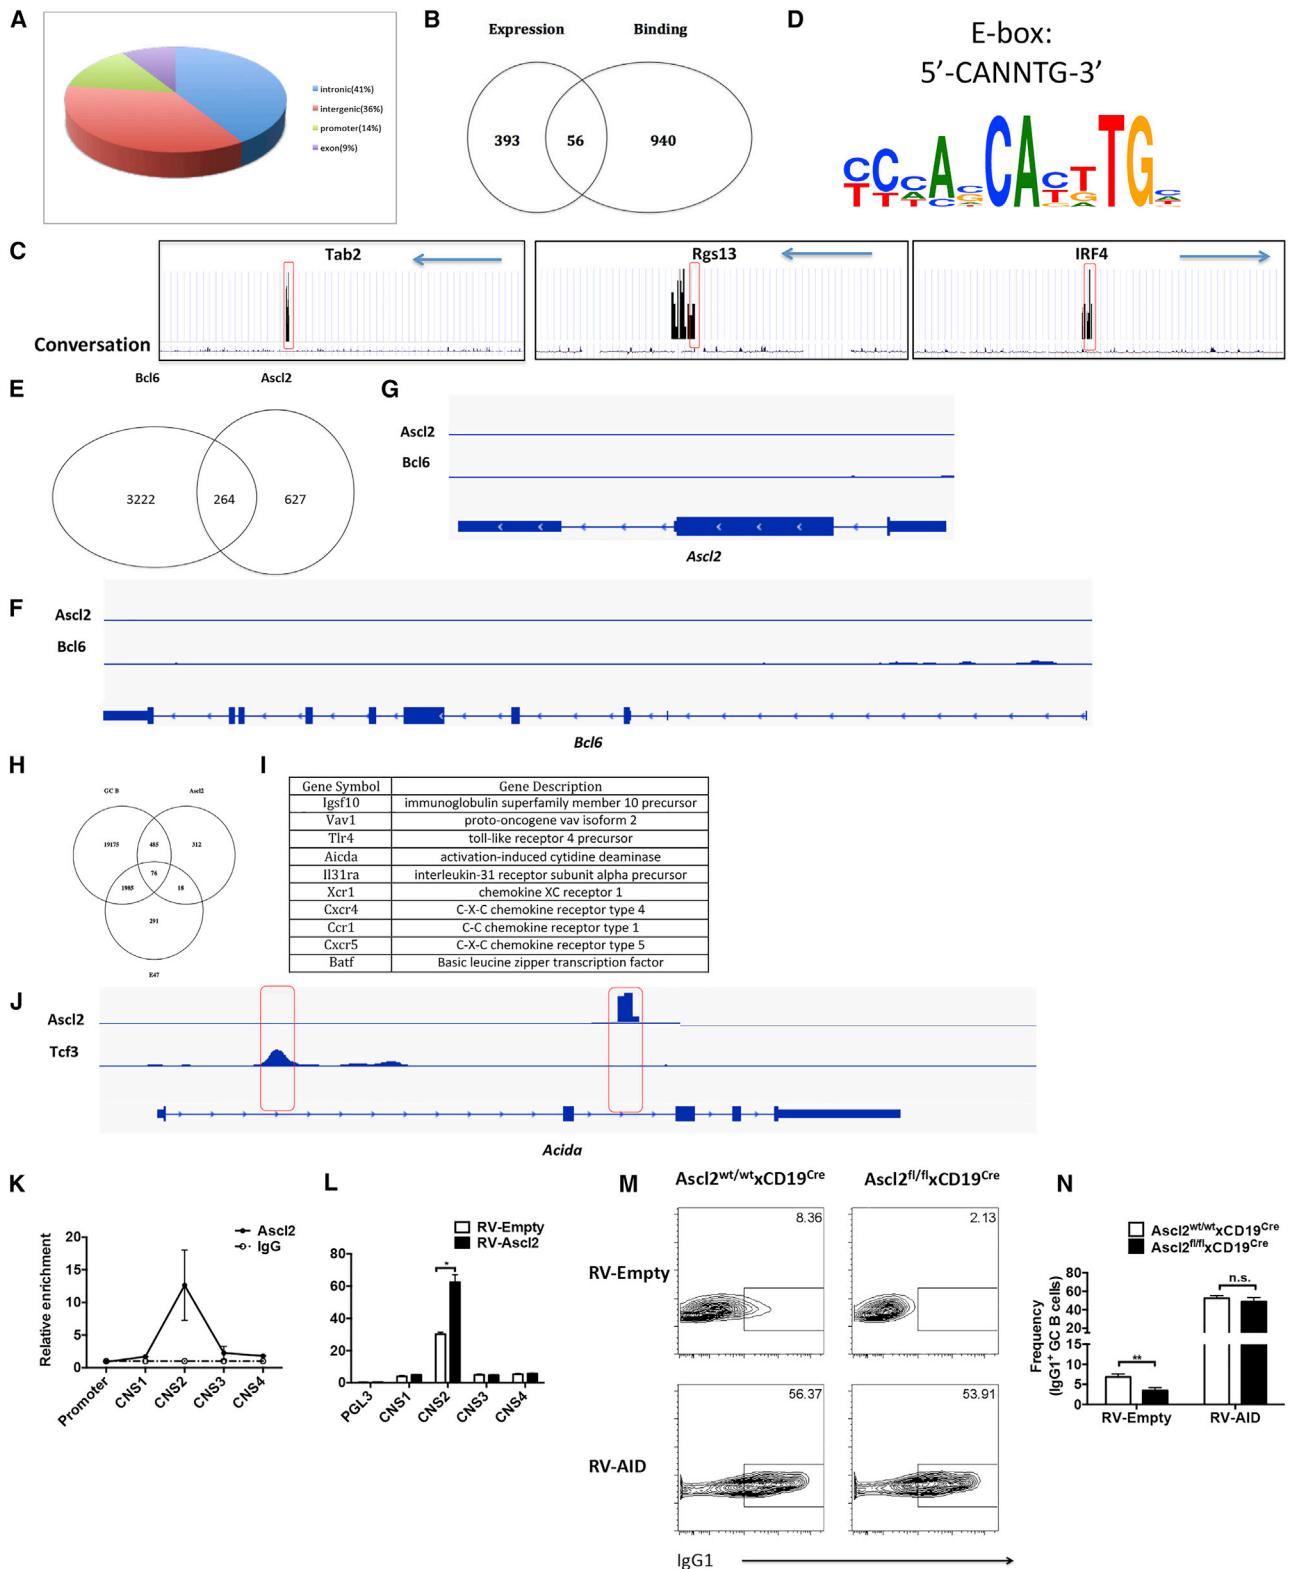 A
intronic(41%)
intergenic(36%)
promoter(14%)
exon(9%)
B
Expression Binding
393 56 940
D
E-box:
5'-CANNTG-3'
C
Tab2
Rgs13
IRF4
Conversation
E
Bcl6 Ascl2
3222 264 627
G
Ascl2
Bcl6
Ascl2
F
Ascl2
Bcl6
Bcl6
H
GC B Ascl2
19175 485 312
76
1985 18
291
E47
I
Gene Symbol Gene Description
Igsf10 immunoglobulin superfamily member 10 precursor
Vav1 proto-oncogene vav isoform 2
Tlr4 toll-like receptor 4 precursor
Aicda activation-induced cytidine deaminase
Il31ra interleukin-31 receptor subunit alpha precursor
Xcr1 chemokine XC receptor 1
Cxcr4 C-X-C chemokine receptor type 4
Ccr1 C-C chemokine receptor type 1
Cxcr5 C-X-C chemokine receptor type 5
Batf Basic leucine zipper transcription factor
J
Ascl2
Tcf3
Acida
K
Ascl2
IgG
Relative enrichment
20
15
10
5
0
Promoter CNS1 CNS2 CNS3 CNS4
L
RV-Empty
RV-Ascl2
80
60
40
20
0
*
PGL3 CNS1 CNS2 CNS3 CNS4
M
Ascl2wt/wtxCD19Cre Ascl2fl/flxCD19Cre
RV-Empty
8.36 2.13
RV-AID
56.37 53.91
IgG1
N
Ascl2wt/wtxCD19Cre
Ascl2fl/flxCD19Cre
Frequency
(IgG1+ GC B cells)
80
60
40
20
10
5
0
**
n.s.
RV-Empty RV-AID